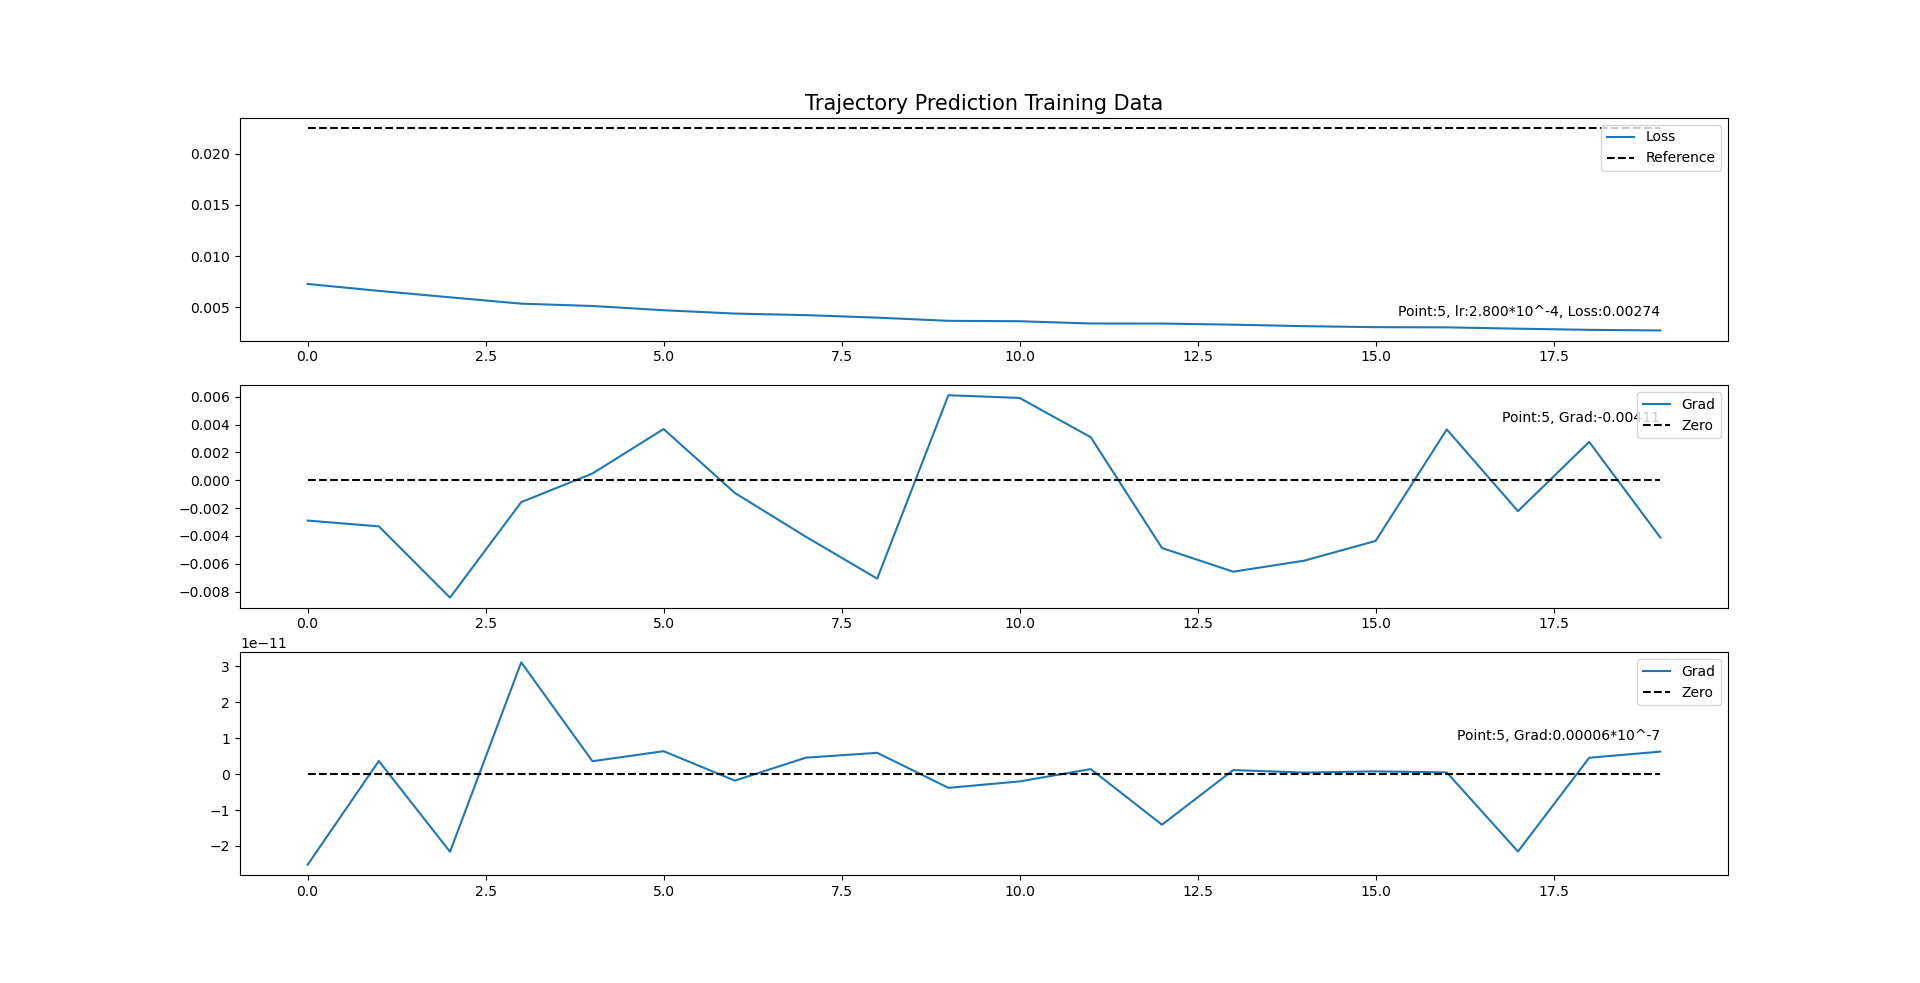 Trajectory Prediction Training Data
0.020
0.015
0.010
0.005
Loss
Reference
Point:5, lr:2.800*10^-4, Loss:0.00274
0.0 2.5 5.0 7.5 10.0 12.5 15.0 17.5
0.006
0.004
0.002
0.000
−0.002
−0.004
−0.006
−0.008
Grad
Zero
Point:5, Grad:-0.00411
0.0 2.5 5.0 7.5 10.0 12.5 15.0 17.5
1e−11
3
2
1
0
−1
−2
Grad
Zero
Point:5, Grad:0.00006*10^-7
0.0 2.5 5.0 7.5 10.0 12.5 15.0 17.5